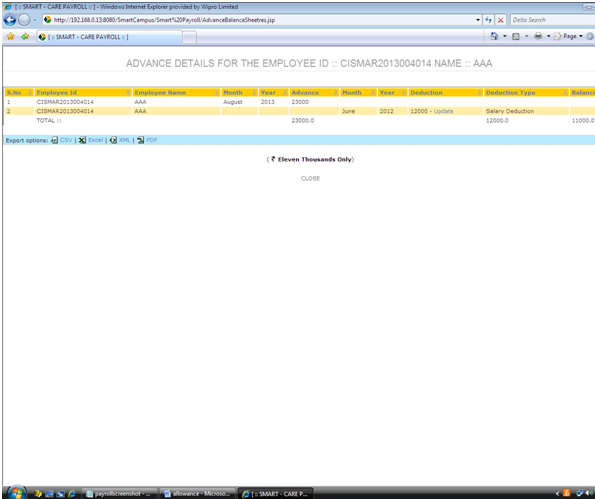 [ :: SMART - CARE PAYROLL :: ] - Windows Internet Explorer provided by Wipro Limited
http://192.168.0.13:8080/SmartCampus/Smart%20Payroll/AdvanceBalanceSheetres.jsp Delta Search
[ :: SMART - CARE PAYROLL :: ] Page
ADVANCE DETAILS FOR THE EMPLOYEE ID :: CISMAR2013004014 NAME :: AAA
S.No Employee Id Employee Name Month Year Advance Month Year Deduction Deduction Type Balance
1 CISMAR2013004014 AAA August 2013 23000
2 CISMAR2013004014 AAA June 2012 12000 - Update Salary Deduction
TOTAL :: 23000.0 12000.0 11000.0
Export options: CSV | Excel | XML | PDF
( ₹ Eleven Thousands Only)
CLOSE
payrollscreenshot - ... allowance - Microso... [ :: SMART - CARE P...